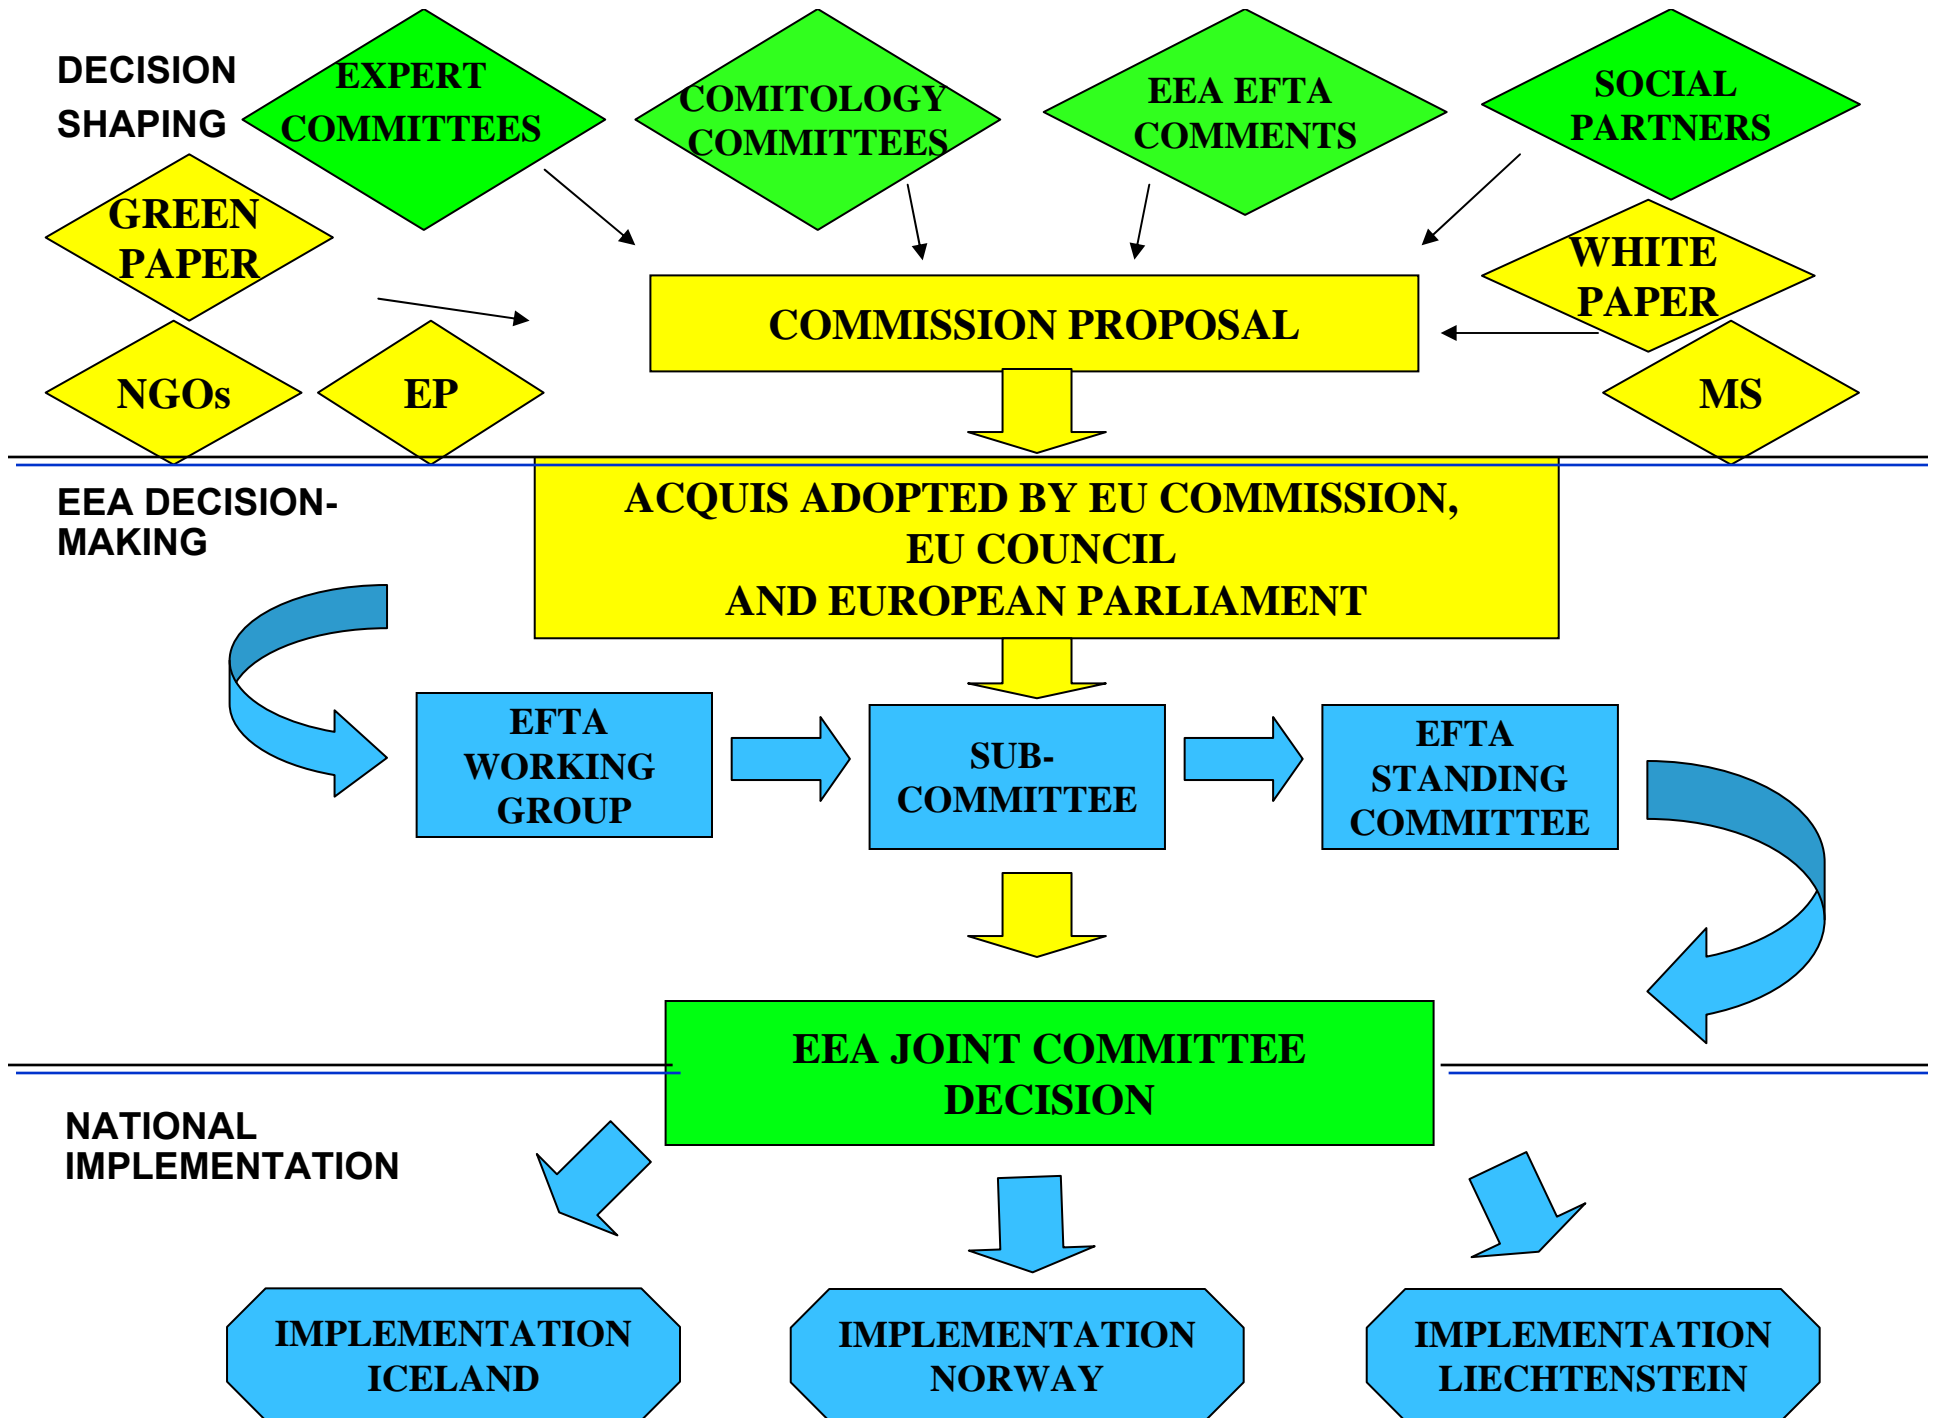 DECISION
SHAPING
EXPERT
COMMITTEES
COMITOLOGY
COMMITTEES
EEA EFTA
COMMENTS
SOCIAL
PARTNERS
GREEN
PAPER
WHITE
PAPER
COMMISSION PROPOSAL
NGOs
EP
MS
EEA DECISION-
MAKING
ACQUIS ADOPTED BY EU COMMISSION,
EU COUNCIL
AND EUROPEAN PARLIAMENT
EFTA
WORKING
GROUP
SUB-
COMMITTEE
EFTA
STANDING
COMMITTEE
EEA JOINT COMMITTEE
DECISION
NATIONAL
IMPLEMENTATION
IMPLEMENTATION
ICELAND
IMPLEMENTATION
NORWAY
IMPLEMENTATION
LIECHTENSTEIN